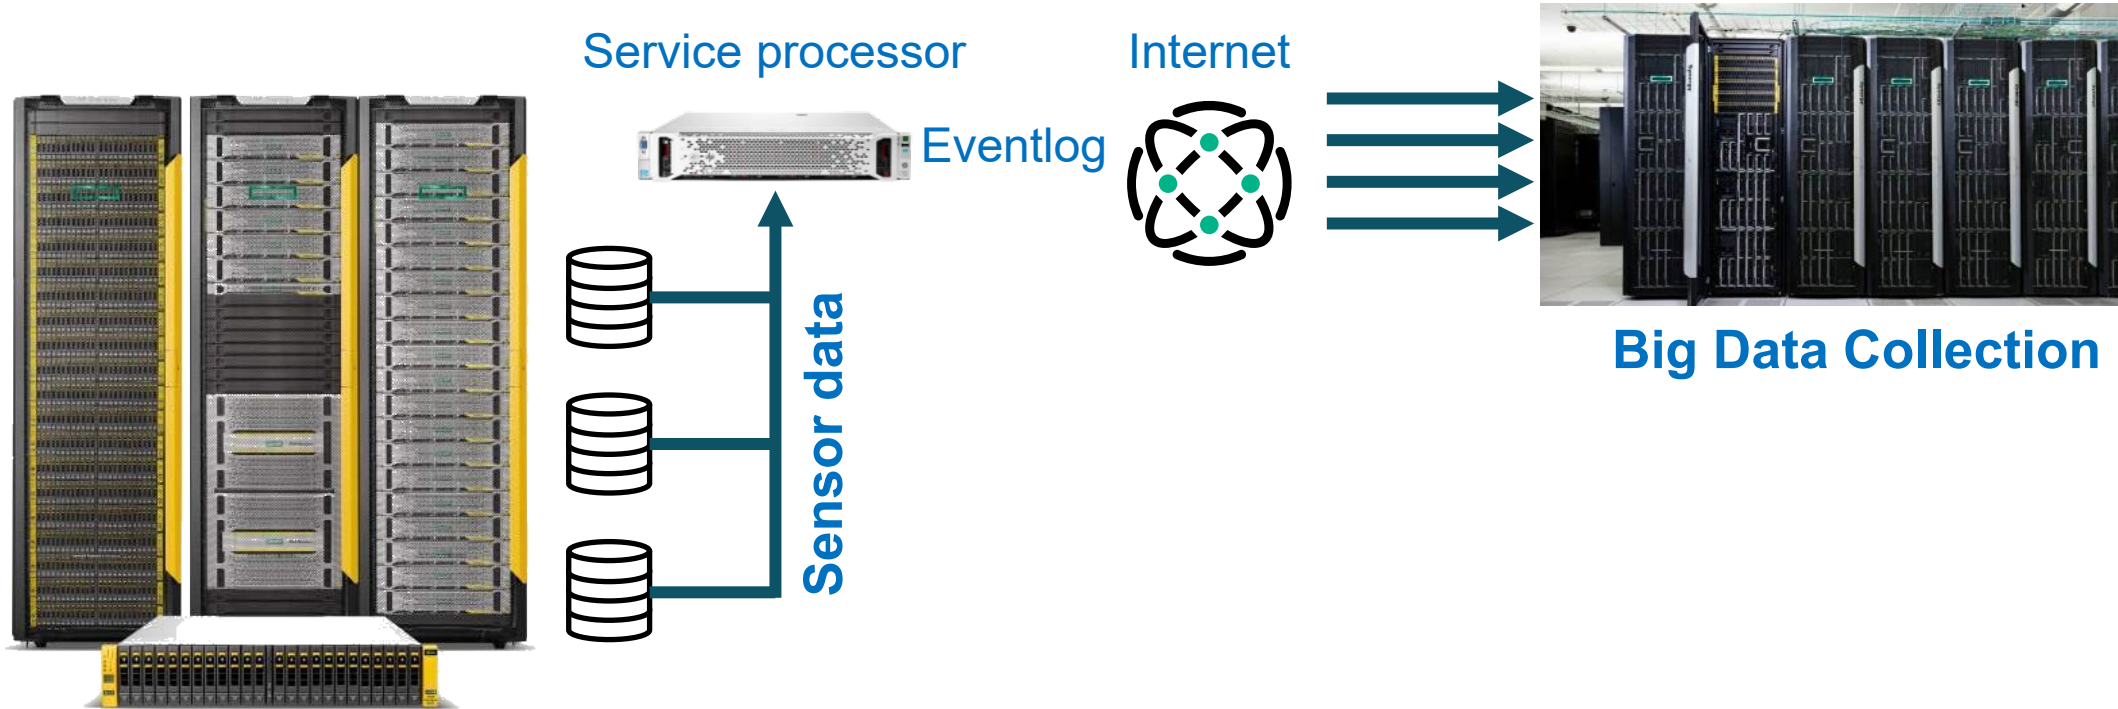 Service processor
Internet
Eventlog
Sensor data
Big Data Collection